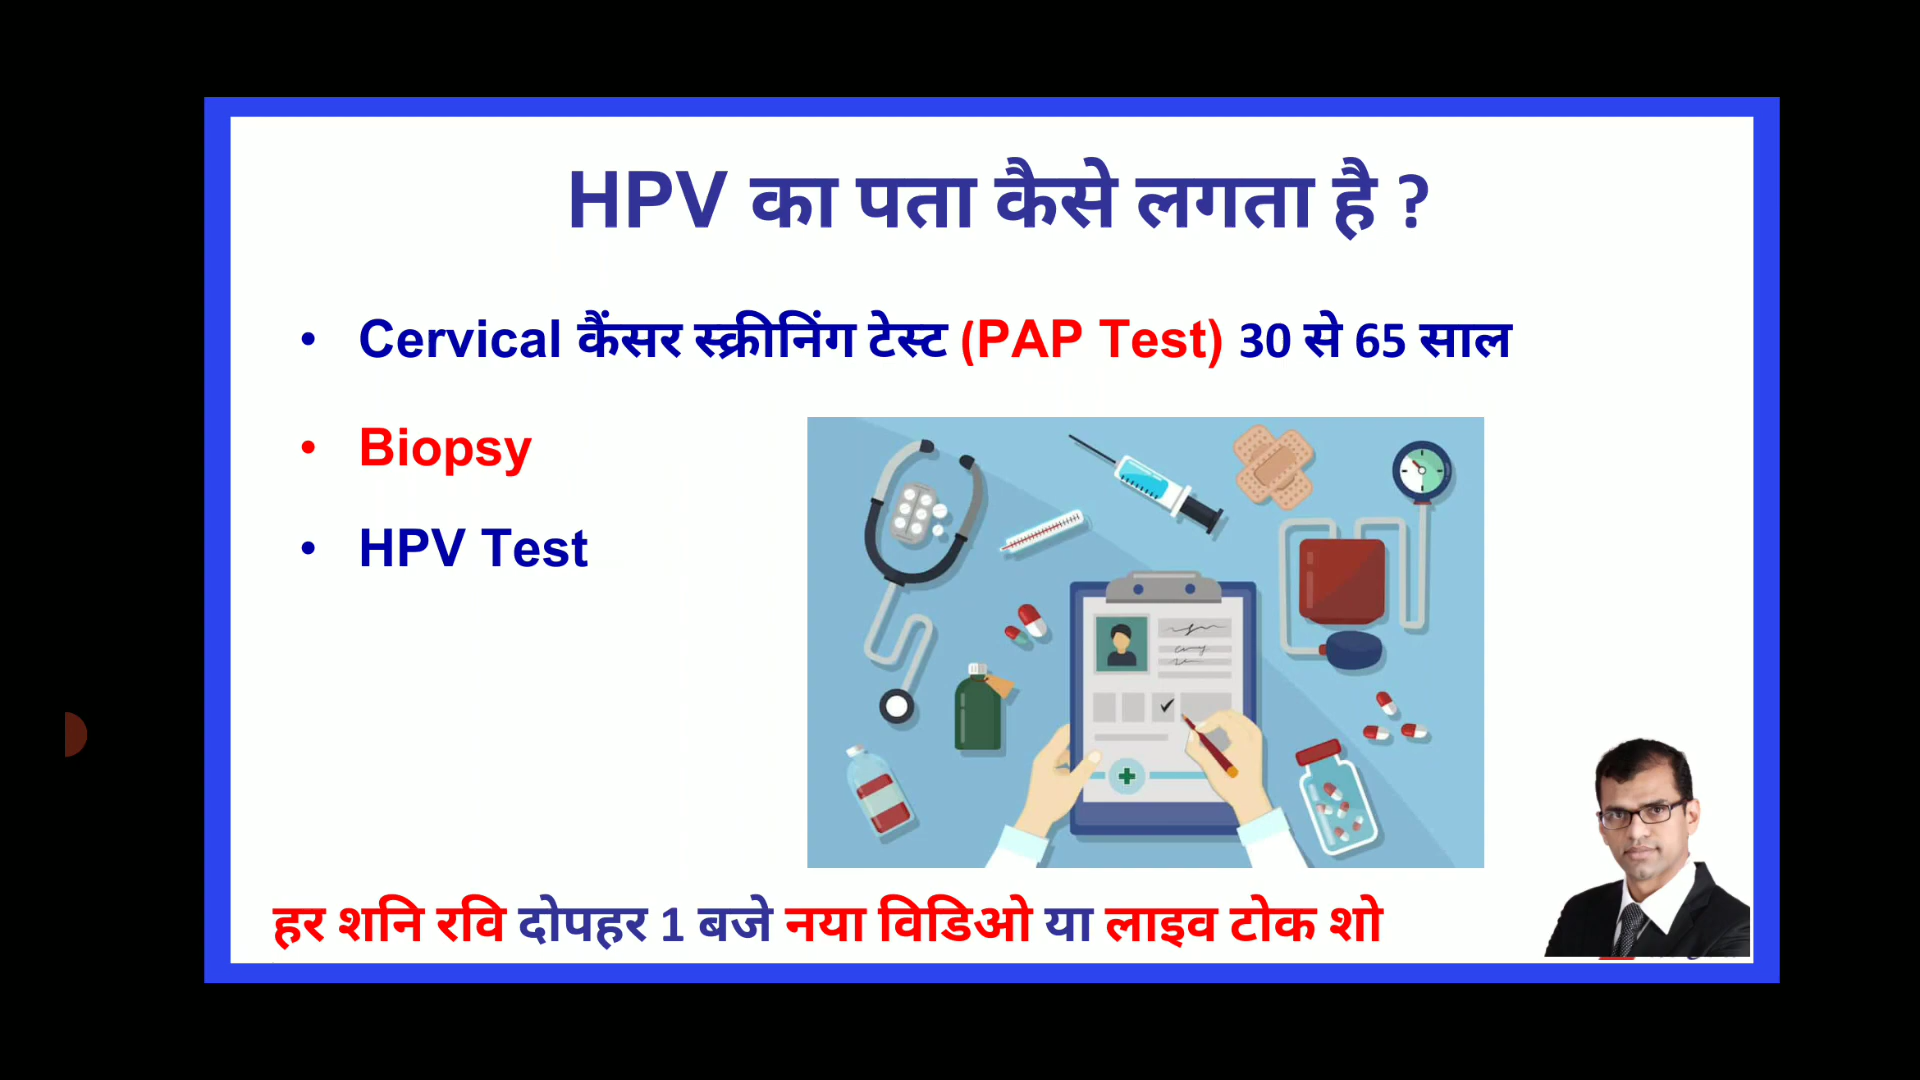 HPV का पता कैसे लगता है ?
• Cervical कैंसर स्क्रीनिंग टेस्ट (PAP Test) 30 से 65 साल
• Biopsy
• HPV Test
हर शनि रवि दोपहर 1 बजे नया विडिओ या लाइव टोक शो